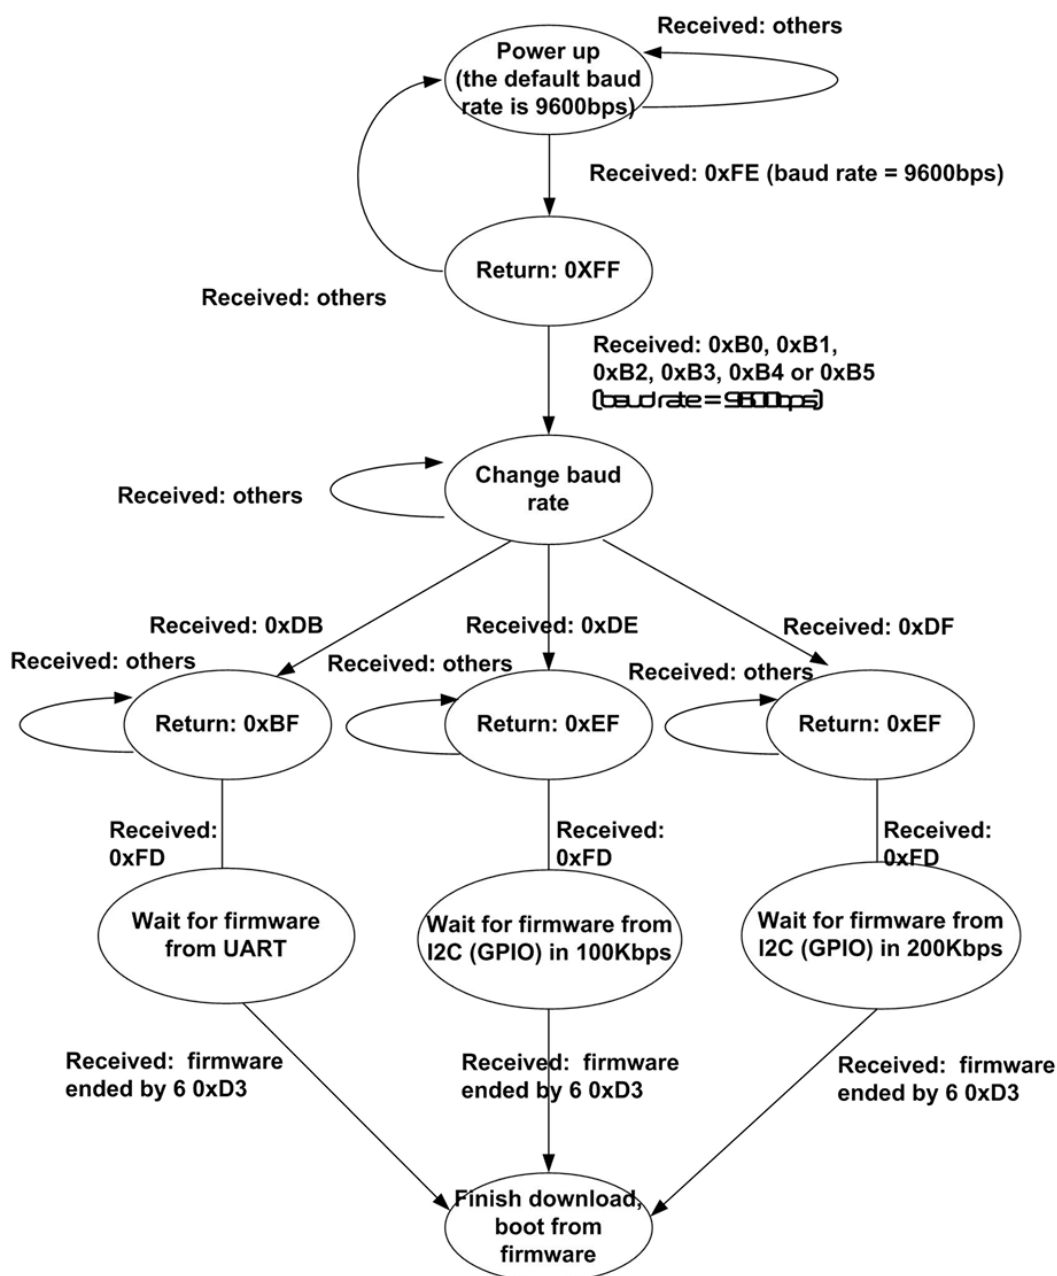 Received: others
Power up
(the default baud
rate is 9600bps)
Received: 0xFE (baud rate = 9600bps)
Return: 0XFF
Received: others
Received: 0xB0, 0xB1,
0xB2, 0xB3, 0xB4 or 0xB5
(baud rate = 9600bps)
Change baud
rate
Received: others
Received: 0xDB
Received: 0xDE
Received: 0xDF
Received: others
Received: others
Received: others
Return: 0xBF
Return: 0xEF
Return: 0xEF
Received:
0xFD
Received:
0xFD
Received:
0xFD
Wait for firmware
from UART
Wait for firmware from
I2C (GPIO) in 100Kbps
Wait for firmware from
I2C (GPIO) in 200Kbps
Received: firmware
ended by 6 0xD3
Received: firmware
ended by 6 0xD3
Received: firmware
ended by 6 0xD3
Finish download,
boot from
firmware